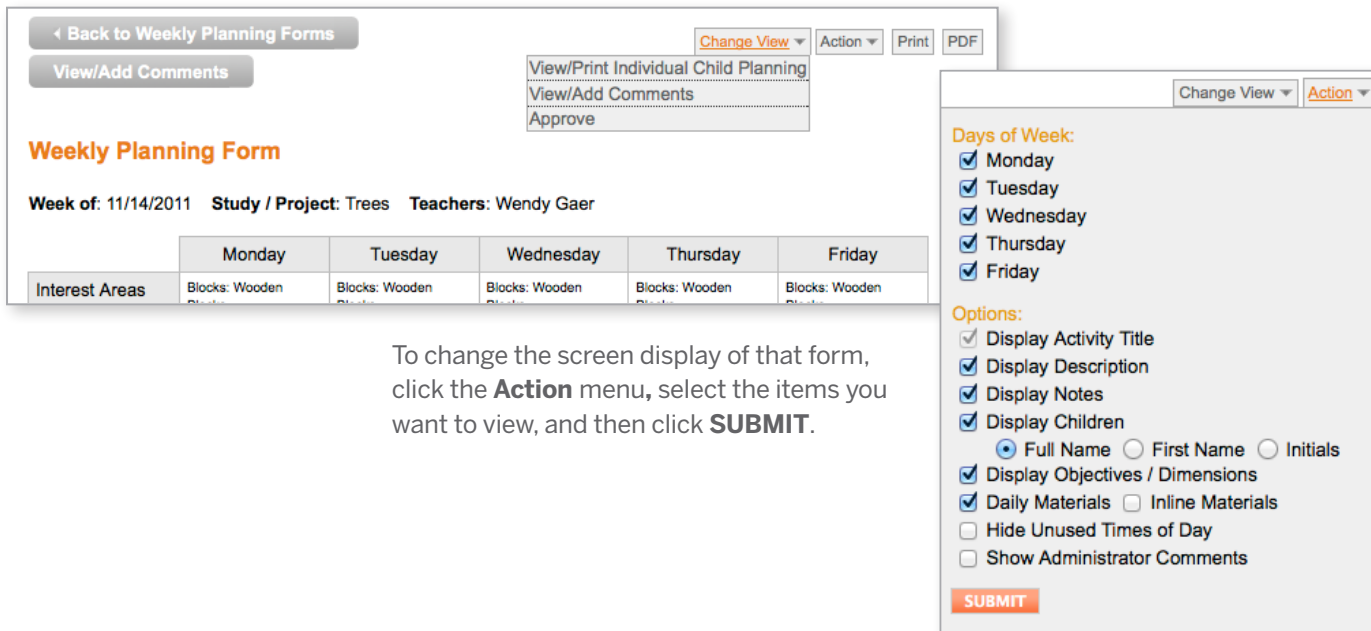 Back to Weekly Planning Forms
View/Add Comments
Change View Action Print PDF
View/Print Individual Child Planning
View/Add Comments
Approve
Weekly Planning Form
Week of: 11/14/2011 Study / Project: Trees Teachers: Wendy Gaer
Monday Tuesday Wednesday Thursday Friday
Interest Areas Blocks: Wooden Blocks: Wooden Blocks: Wooden Blocks: Wooden Blocks: Wooden
To change the screen display of that form,
click the Action menu, select the items you
want to view, and then click SUBMIT.
Change View Action
Days of Week:
Monday
Tuesday
Wednesday
Thursday
Friday
Options:
Display Activity Title
Display Description
Display Notes
Display Children
Full Name First Name Initials
Display Objectives / Dimensions
Daily Materials Inline Materials
Hide Unused Times of Day
Show Administrator Comments
SUBMIT